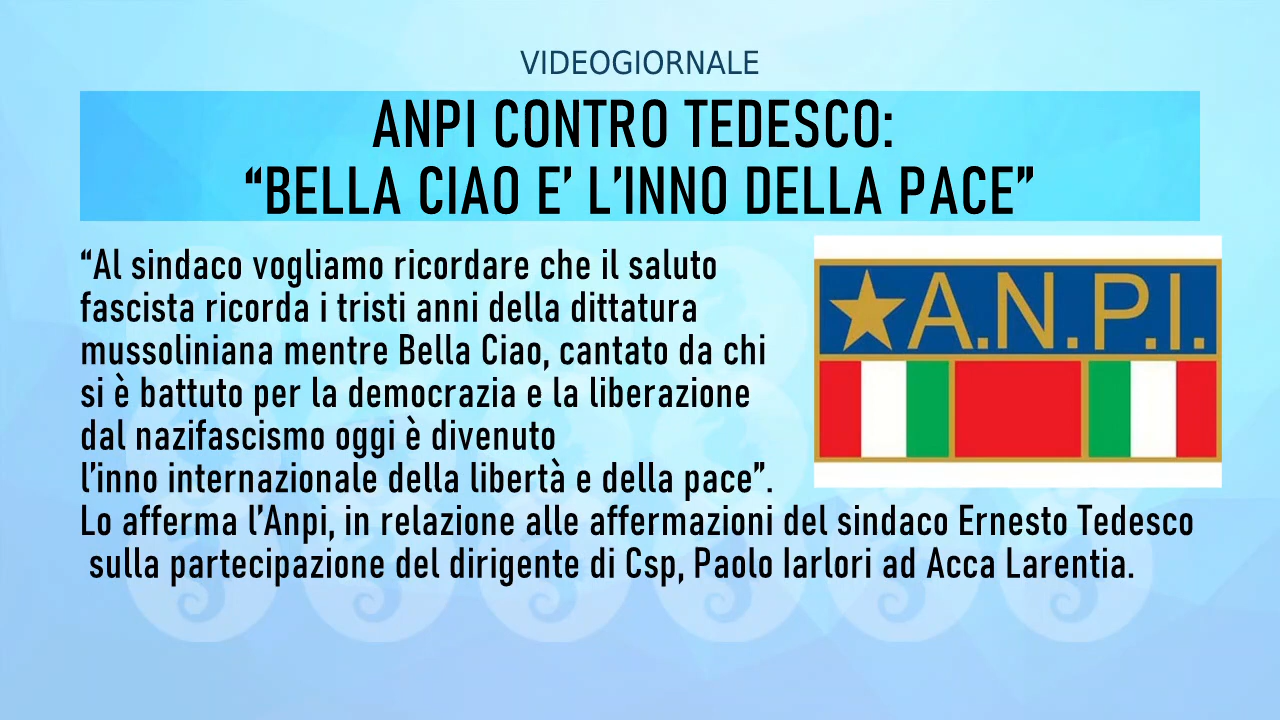 VIDEOGIORNALE
ANPI CONTRO TEDESCO:
“BELLA CIAO E’ L’INNO DELLA PACE”
“Al sindaco vogliamo ricordare che il saluto
fascista ricorda i tristi anni della dittatura
mussoliniana mentre Bella Ciao, cantato da chi
si è battuto per la democrazia e la liberazione
dal nazifascismo oggi è divenuto
l’inno internazionale della libertà e della pace”.
Lo afferma l’Anpi, in relazione alle affermazioni del sindaco Ernesto Tedesco
sulla partecipazione del dirigente di Csp, Paolo Iarlori ad Acca Larentia.
A.N.P.I.